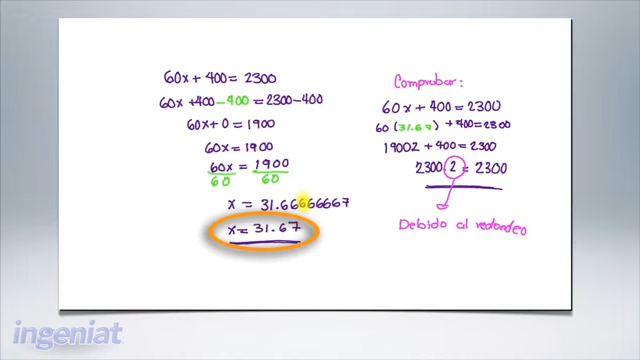 60x + 400 = 2300
60x + 400 - 400 = 2300 - 400
60x + 0 = 1900
60x = 1900
60x/60 = 1900/60
x = 31.66666667
x = 31.67
Comprobar:
60x + 400 = 2300
60 (31.67) + 400 = 2300
1900.2 + 400 = 2300
2300.2 = 2300
Debido al redondeo
ingeniat